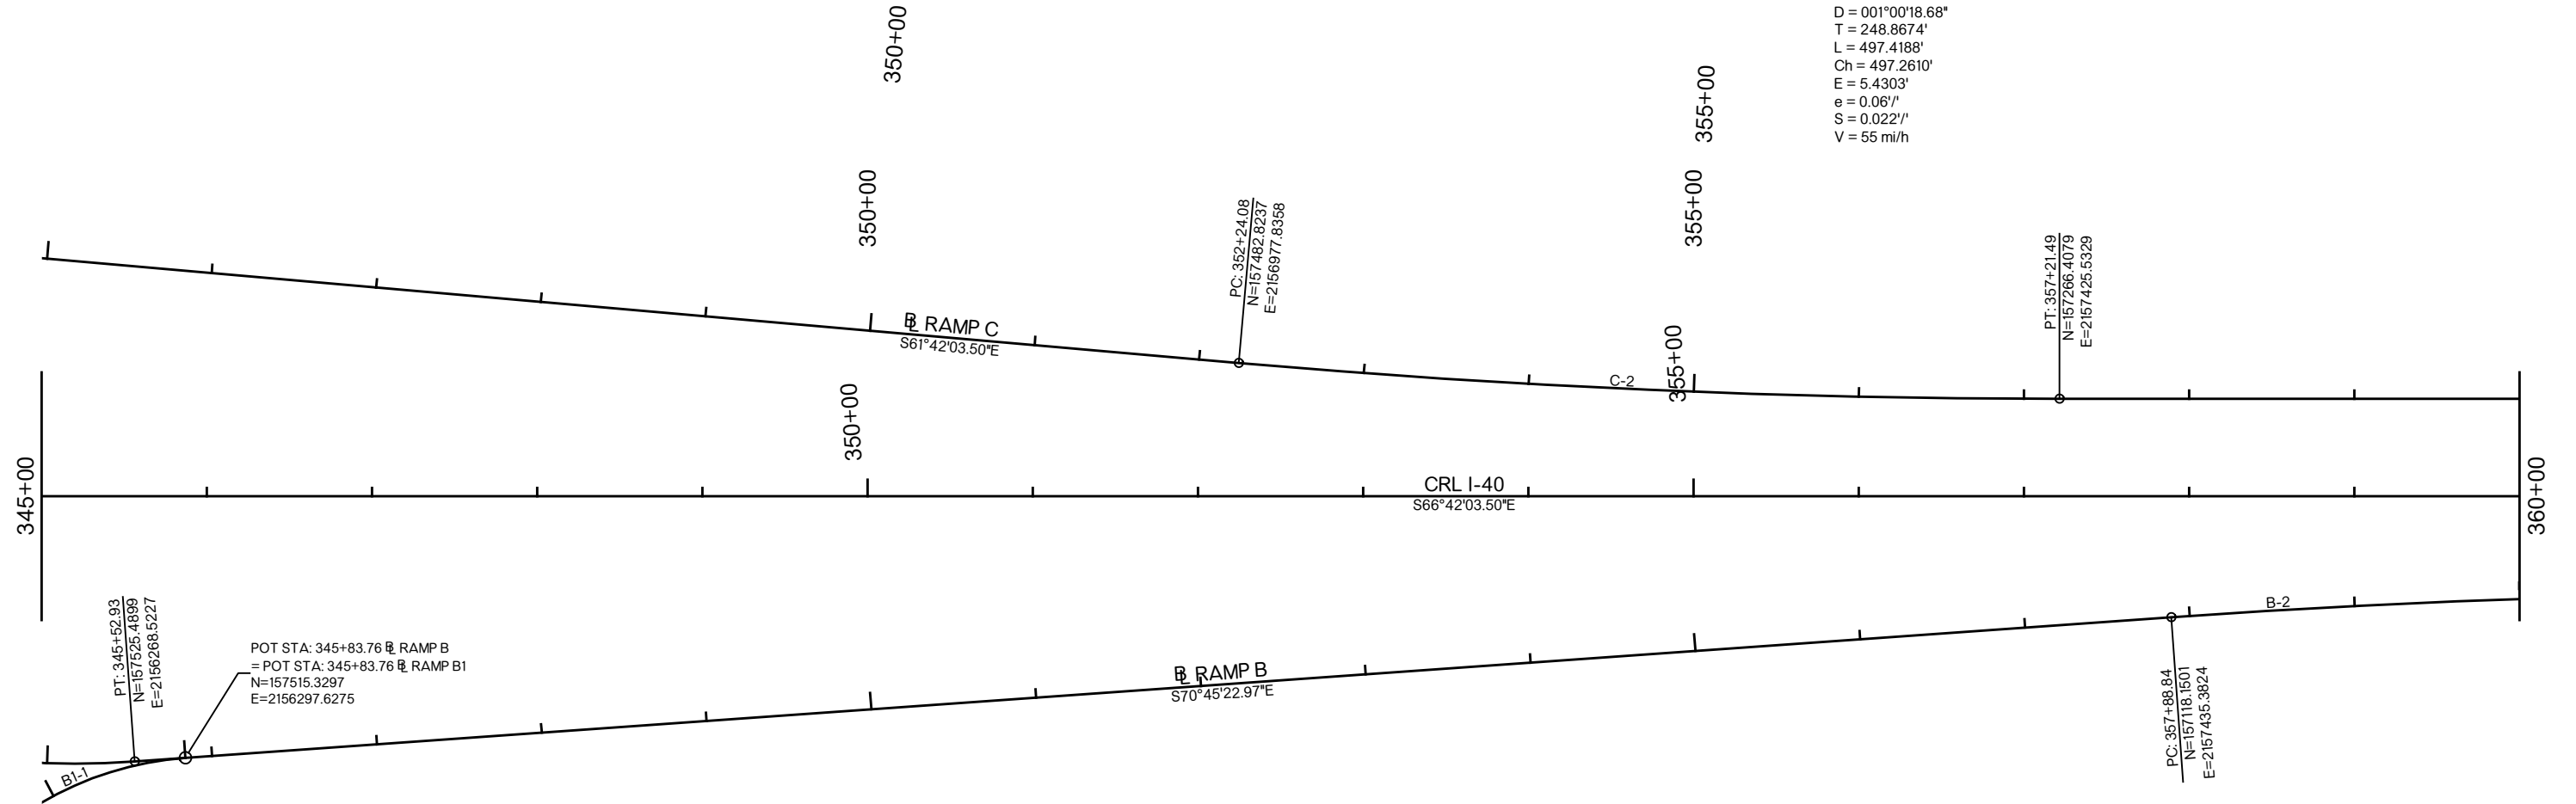 350+00
D = 001°00'18.68"
T = 248.8674'
L = 497.4188'
Ch = 497.2610'
E = 5.4303'
e = 0.06'/'
S = 0.022'/'
V = 55 mi/h
355+00
350+00
355+00
PC: 352+24.08
N=157482.8237
E=2156977.8358
PT: 357+21.49
N=157266.4079
E=2157425.5329
BL RAMP C
S61°42'03.50"E
C-2
355+00
350+00
345+00
CRL I-40
S66°42'03.50"E
360+00
PT: 345+52.93
N=157525.4899
E=2156268.5227
POT STA: 345+83.76 BL RAMP B
= POT STA: 345+83.76 BL RAMP B1
N=157515.3297
E=2156297.6275
B1-1
BL RAMP B
S70°45'22.97"E
B-2
PC: 357+88.84
N=157118.1501
E=2157435.3824